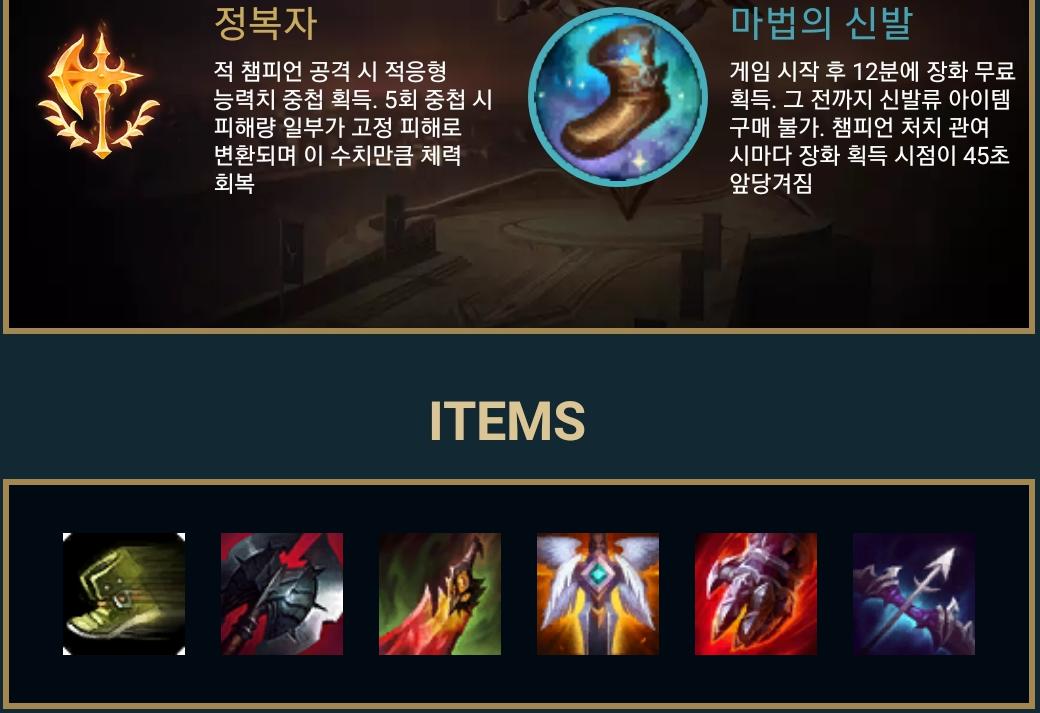 정복자
적 챔피언 공격 시 적응형
능력치 중첩 획득. 5회 중첩 시
피해량 일부가 고정 피해로
변환되며 이 수치만큼 체력
회복
마법의 신발
게임 시작 후 12분에 장화 무료
획득. 그 전까지 신발류 아이템
구매 불가. 챔피언 처치 관여
시마다 장화 획득 시점이 45초
앞당겨짐
ITEMS